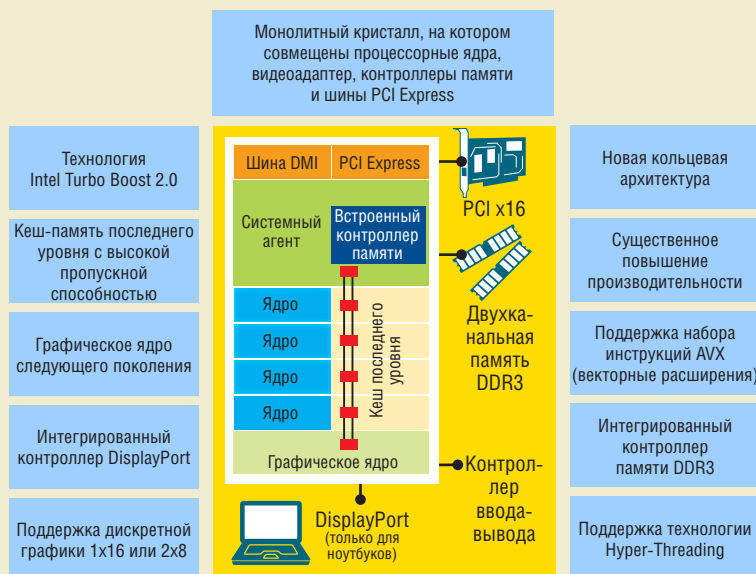 Монолитный кристалл, на котором
совмещены процессорные ядра,
видеоадаптер, контроллеры памяти
и шины PCI Express
Технология
Intel Turbo Boost 2.0
Кеш-память последнего
уровня с высокой
пропускной
способностью
Графическое ядро
следующего поколения
Интегрированный
контроллер DisplayPort
Поддержка дискретной
графики 1x16 или 2x8
Шина DMI
PCI Express
Системный
агент
Встроенный
контроллер
памяти
Ядро
Ядро
Ядро
Ядро
Кеш последнего
уровня
Графическое ядро
PCI x16
Двухка-
нальная
память
DDR3
Контрол-
лер
ввода-
вывода
DisplayPort
(только для
ноутбуков)
Новая кольцевая
архитектура
Существенное
повышение
производительности
Поддержка набора
инструкций AVX
(векторные расширения)
Интегрированный
контроллер
памяти DDR3
Поддержка технологии
Hyper-Threading